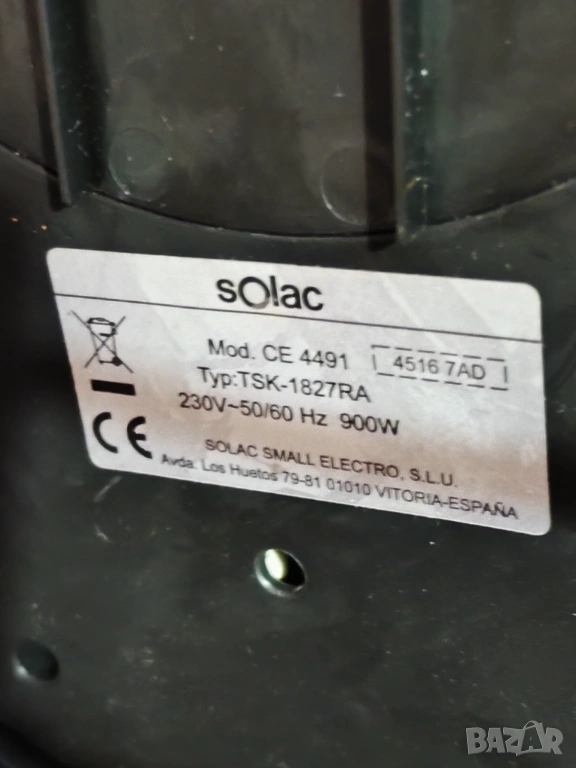 sOlac
Mod. CE 4491 4516 7AD
Typ:TSK-1827RA
230V~50/60 Hz 900W
CE
SOLAC SMALL ELECTRO, S.L.U.
Avda. Los Huetos 79-81 01010 VITORIA-ESPAÑA
BAZAR